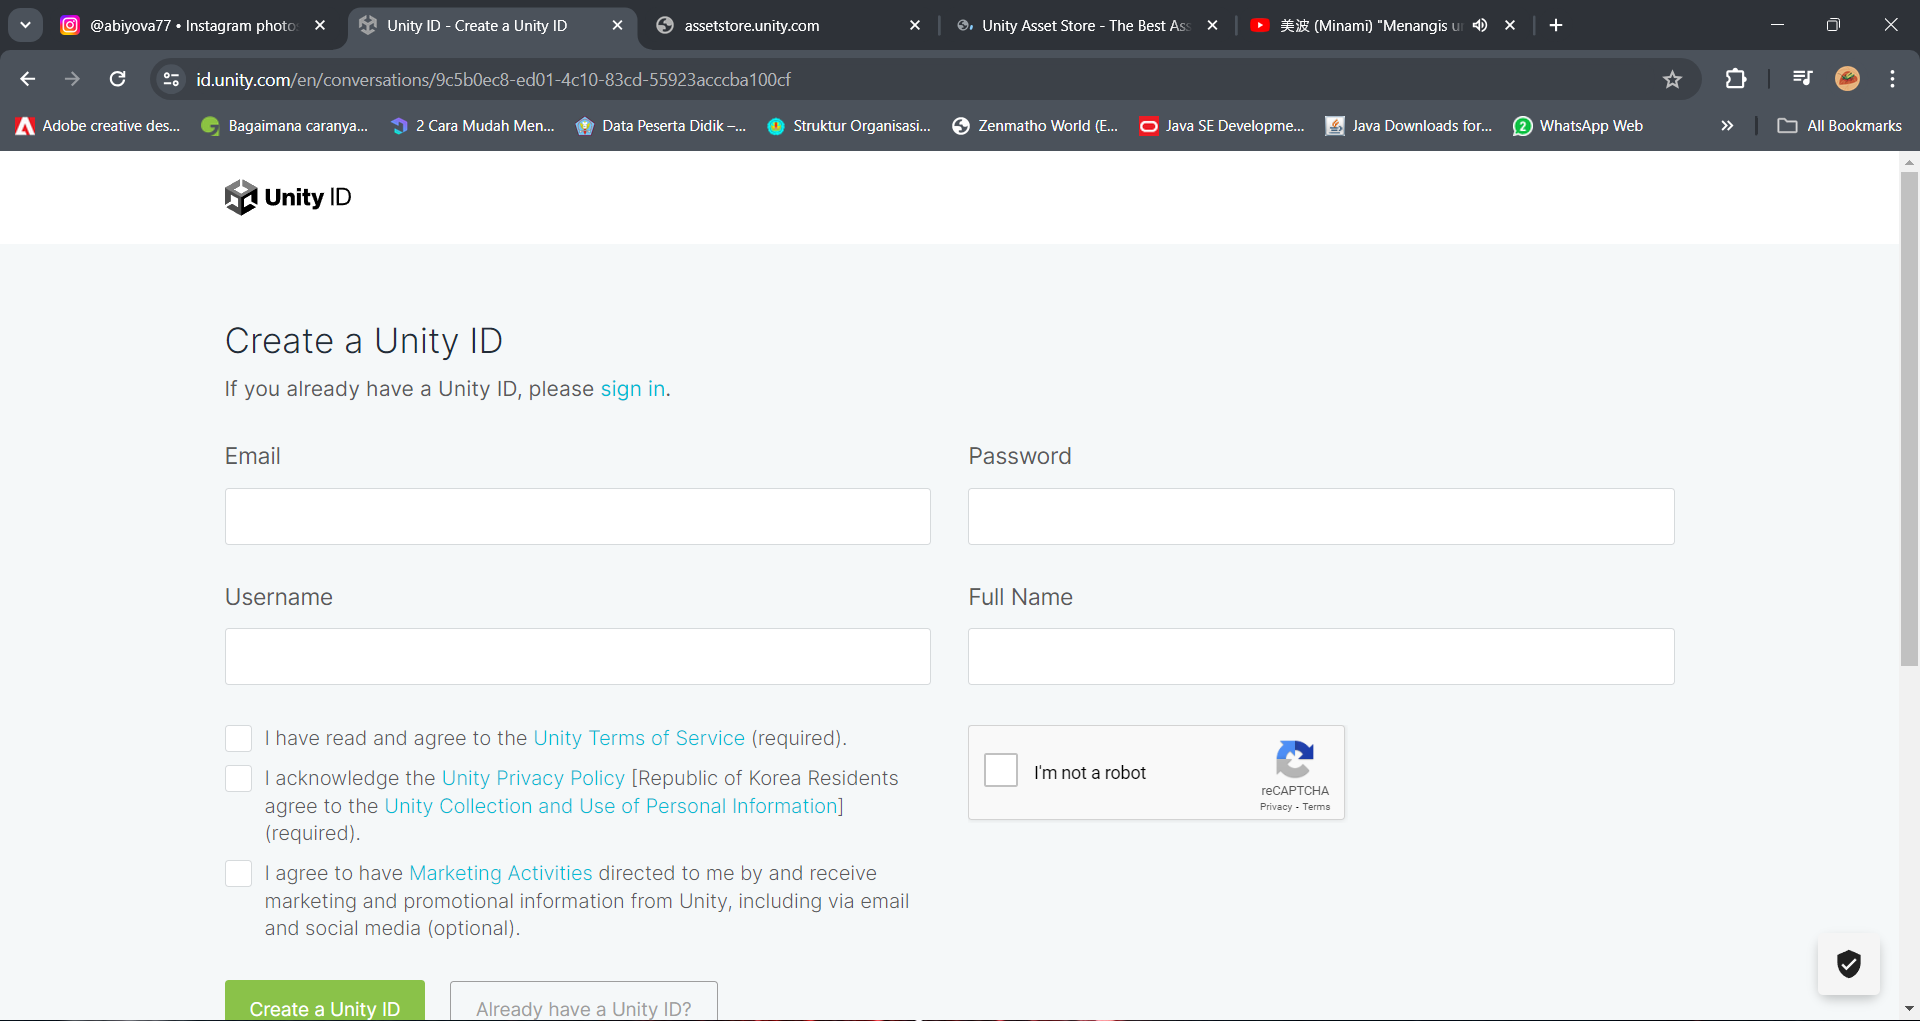 @abiyova77 • Instagram photo
Unity ID - Create a Unity ID
assetstore.unity.com
Unity Asset Store - The Best Ass
美波 (Minami) "Menangis u
id.unity.com/en/conversations/9c5b0ec8-ed01-4c10-83cd-55923acccba100cf
Adobe creative des...
Bagaimana caranya...
2 Cara Mudah Men...
Data Peserta Didik –...
Struktur Organisasi...
Zenmatho World (E...
Java SE Developme...
Java Downloads for...
2
WhatsApp Web
»
All Bookmarks
Unity ID
Create a Unity ID
If you already have a Unity ID, please sign in.
Email
Password
Username
Full Name
I have read and agree to the Unity Terms of Service (required).
I acknowledge the Unity Privacy Policy [Republic of Korea Residents
agree to the Unity Collection and Use of Personal Information]
(required).
I agree to have Marketing Activities directed to me by and receive
marketing and promotional information from Unity, including via email
and social media (optional).
I'm not a robot
reCAPTCHA
Privacy - Terms
Create a Unity ID
Already have a Unity ID?